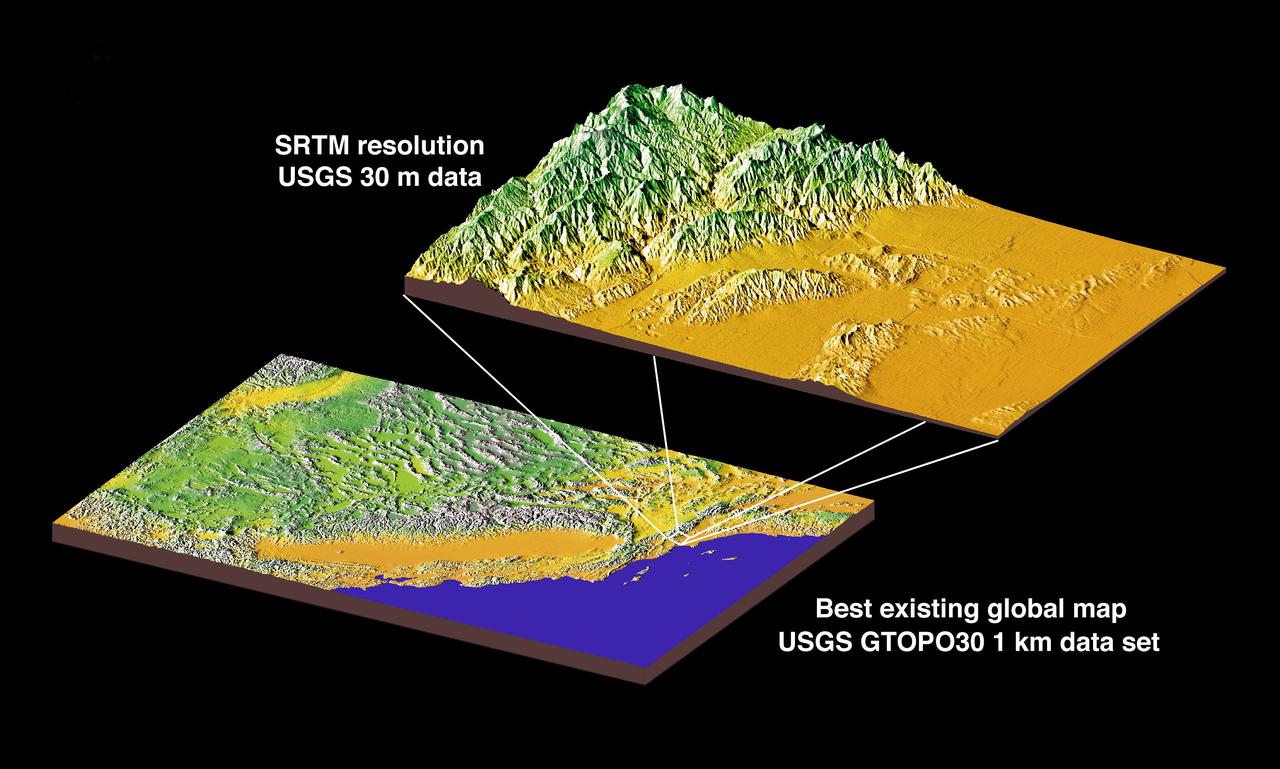 SRTM resolution
USGS 30 m data
Best existing global map
USGS GTOPO30 1 km data set